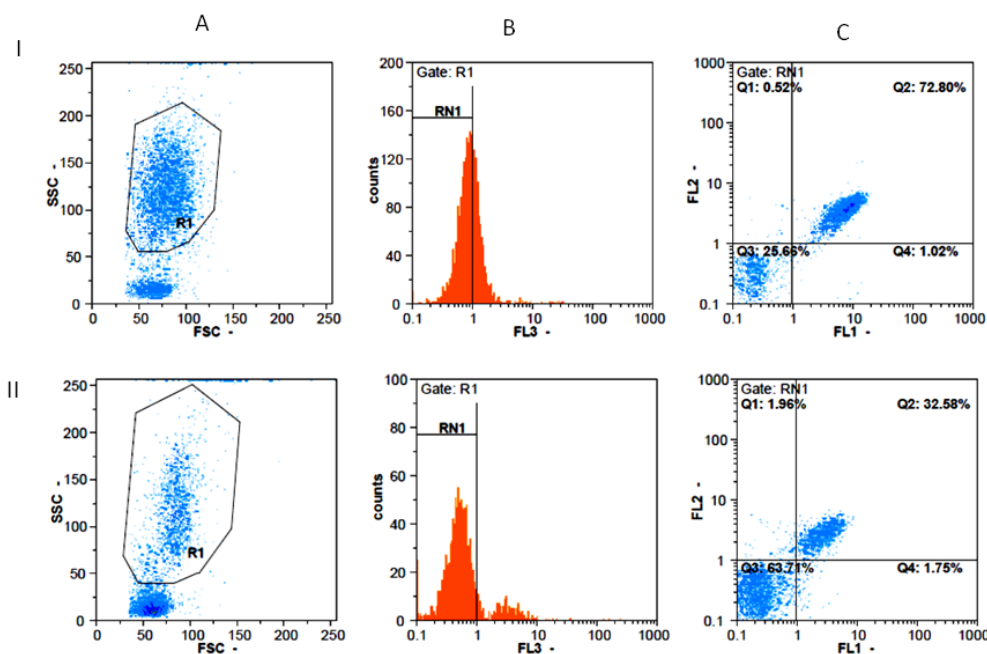 A
B
C
I
250
200
150
100
50
0
SSC -
R1
0
50
100
150
200
250
FSC -
200
160
120
80
40
0
counts
Gate: R1
RN1
0.1
1
10
100
1000
FL3 -
1000
100
10
1
0.1
FL2 -
Gate: RN1
Q1: 0.52%
Q2: 72.80%
Q3: 25.66%
Q4: 1.02%
0.1
1
10
100
1000
FL1 -
II
250
200
150
100
50
0
SSC -
R1
0
50
100
150
200
250
FSC -
100
80
60
40
20
0
counts
Gate: R1
RN1
0.1
1
10
100
1000
FL3 -
1000
100
10
1
0.1
FL2 -
Gate: RN1
Q1: 1.96%
Q2: 32.58%
Q3: 63.71%
Q4: 1.75%
0.1
1
10
100
1000
FL1 -